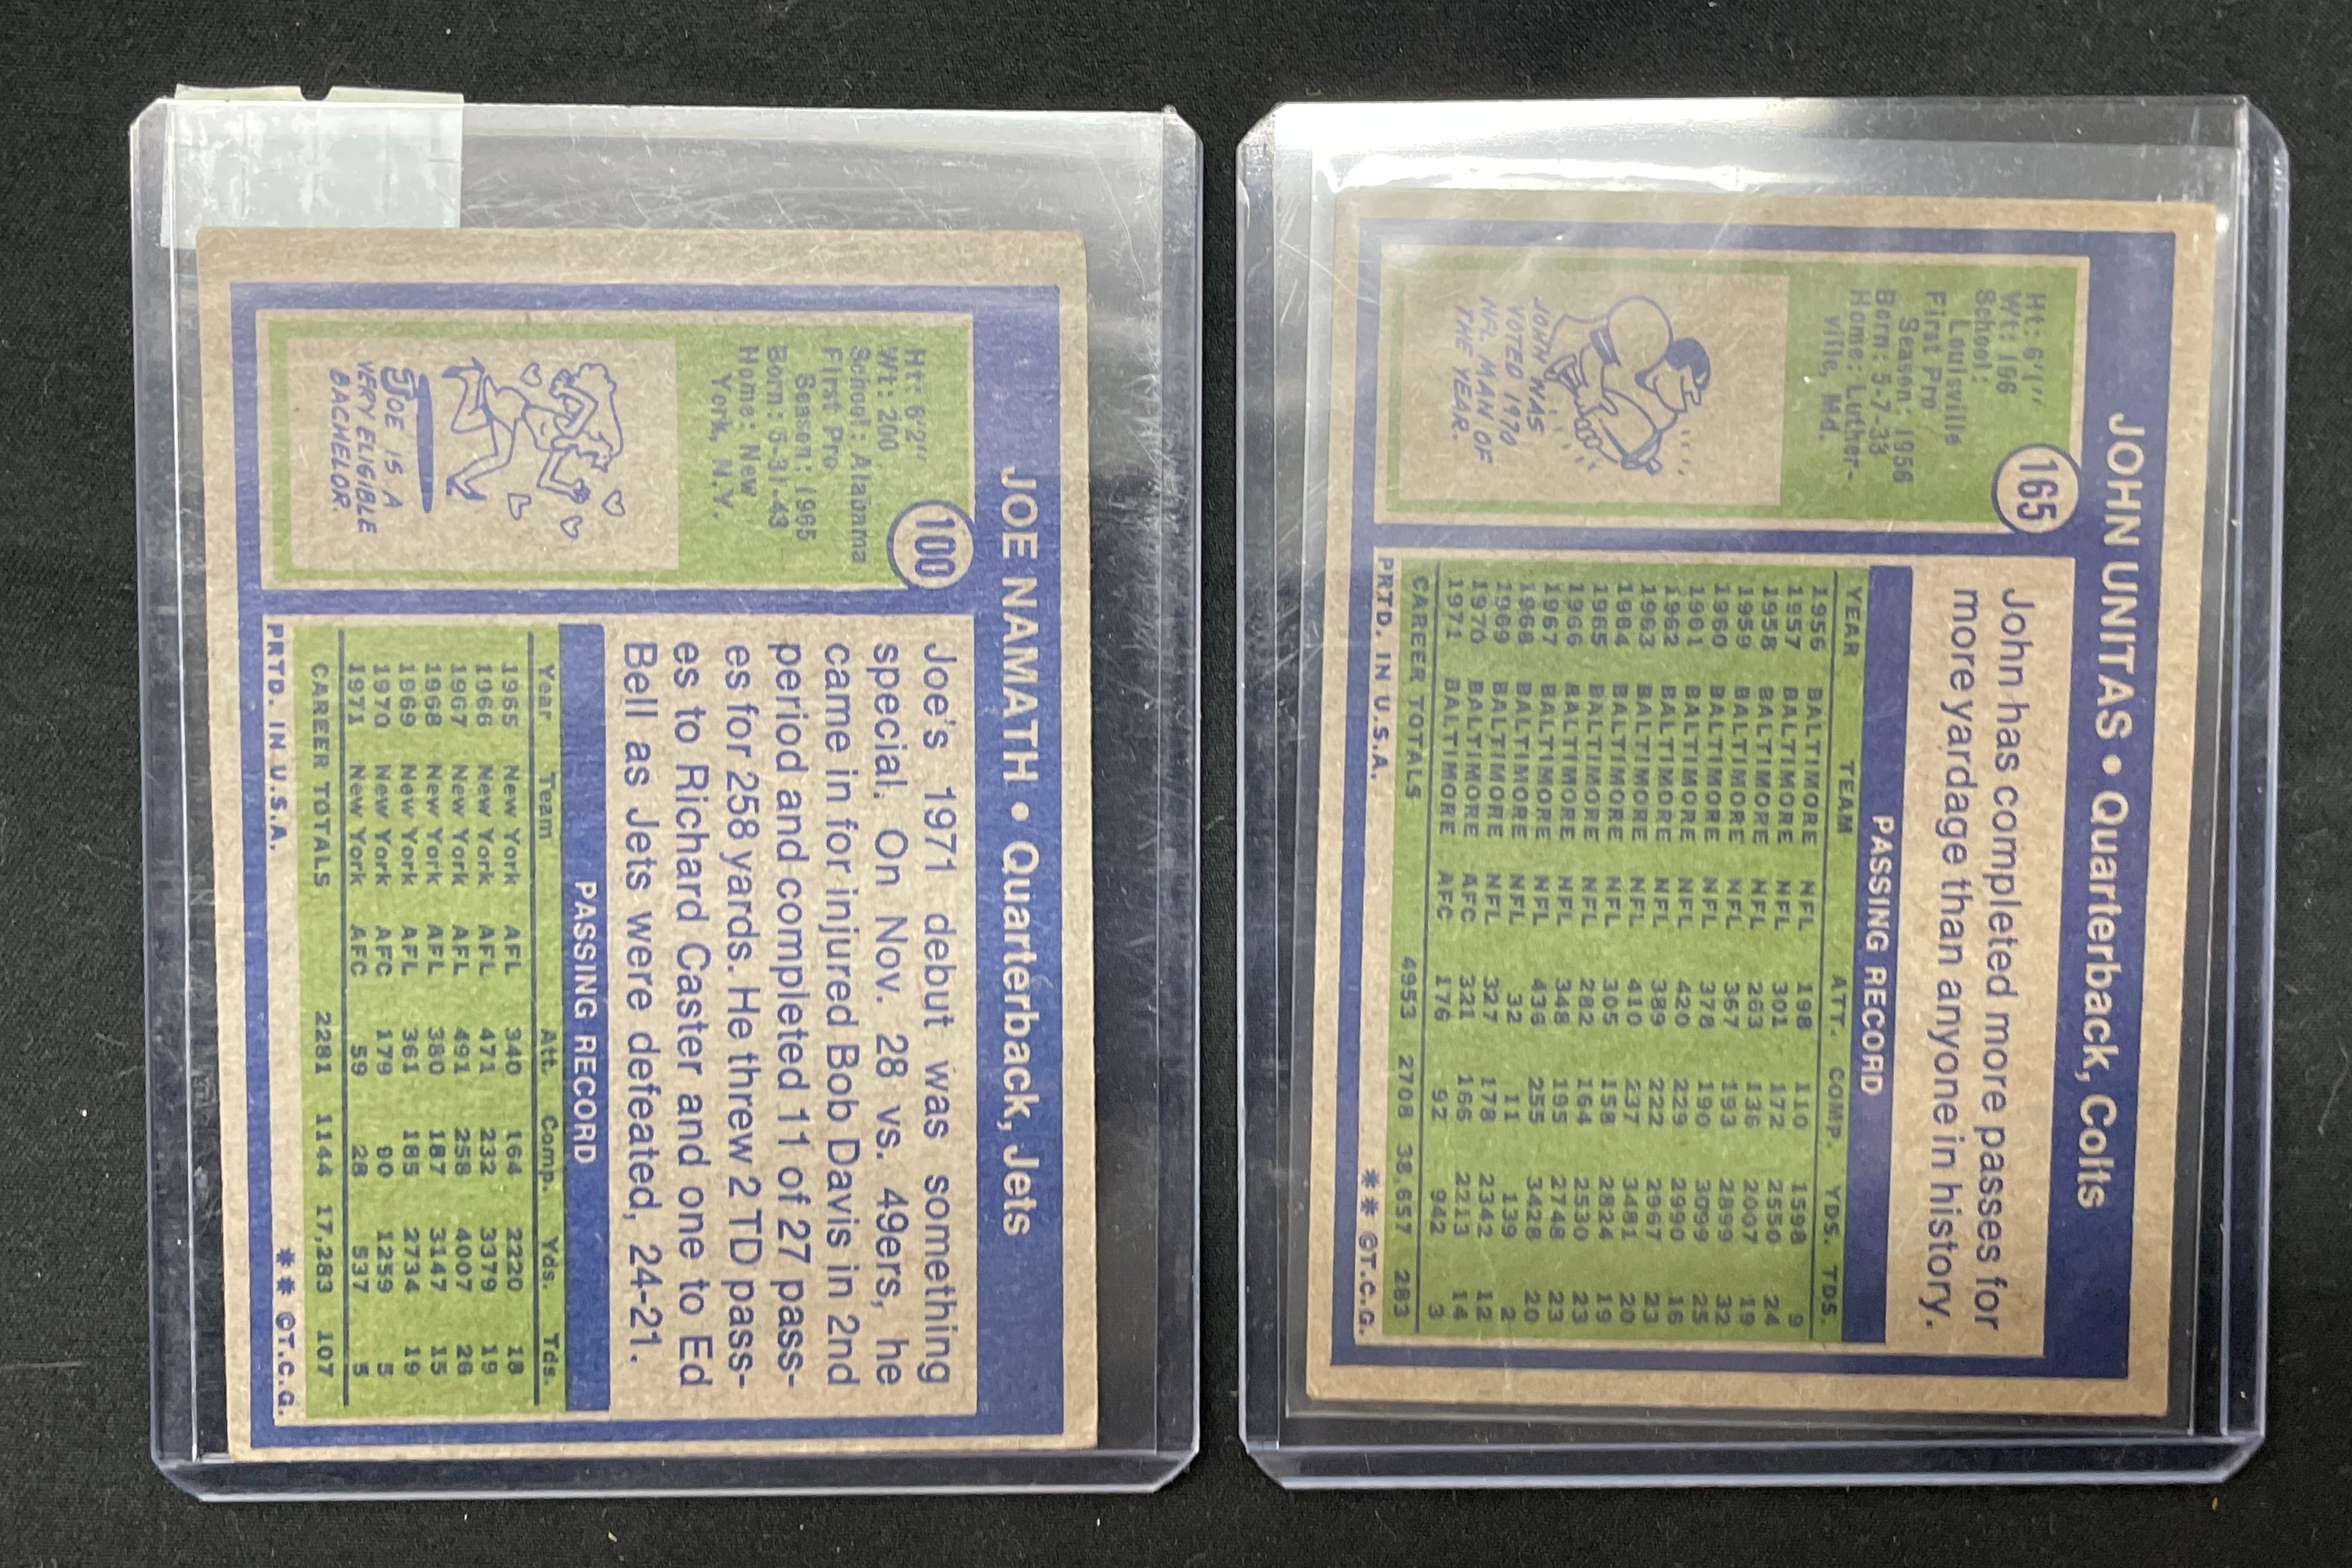 JOE NAMATH • Quarterback, Jets
100
Ht: 6'2"
Wt: 200
School: Alabama
First Pro
Season: 1965
Born: 5-31-43
Home: New
York, N.Y.
JOE IS A
VERY ELIGIBLE
BACHELOR.
Joe's 1971 debut was something
special. On Nov. 28 vs. 49ers, he
came in for injured Bob Davis in 2nd
period and completed 11 of 27 pass-
es for 258 yards. He threw 2 TD pass-
es to Richard Caster and one to Ed
Bell as Jets were defeated, 24-21.
PASSING RECORD
Year Team Att. Comp. Yds. Tds.
1965 New York AFL 340 164 2220 18
1966 New York AFL 471 232 3379 19
1967 New York AFL 491 258 4007 26
1968 New York AFL 380 187 3147 15
1969 New York AFL 361 185 2734 19
1970 New York AFC 179 90 1259 5
1971 New York AFC 59 28 537 5
CAREER TOTALS 2281 1144 17,283 107
PRTD. IN U.S.A. ** ©T.C.G.
JOHN UNITAS • Quarterback, Colts
165
Ht: 6'1"
Wt: 196
School:
Louisville
First Pro
Season: 1956
Born: 5-7-33
Home: Luther-
ville, Md.
JOHN WAS
VOTED 1970
NFL MAN OF
THE YEAR.
John has completed more passes for
more yardage than anyone in history.
PASSING RECORD
YEAR TEAM ATT. COMP. YDS. TDS.
1956 BALTIMORE NFL 198 110 1598 9
1957 BALTIMORE NFL 301 172 2550 24
1958 BALTIMORE NFL 263 136 2007 19
1959 BALTIMORE NFL 367 193 2899 32
1960 BALTIMORE NFL 378 190 3099 25
1961 BALTIMORE NFL 420 229 2990 16
1962 BALTIMORE NFL 389 222 2967 23
1963 BALTIMORE NFL 410 237 3481 20
1964 BALTIMORE NFL 305 158 2824 19
1965 BALTIMORE NFL 282 164 2530 23
1966 BALTIMORE NFL 348 195 2748 23
1967 BALTIMORE NFL 436 255 3428 20
1968 BALTIMORE NFL 32 11 139 2
1969 BALTIMORE NFL 327 178 2342 12
1970 BALTIMORE AFC 321 166 2213 14
1971 BALTIMORE AFC 176 92 942 3
CAREER TOTALS 4953 2708 38,657 283
PRTD. IN U.S.A. ** ©T.C.G.